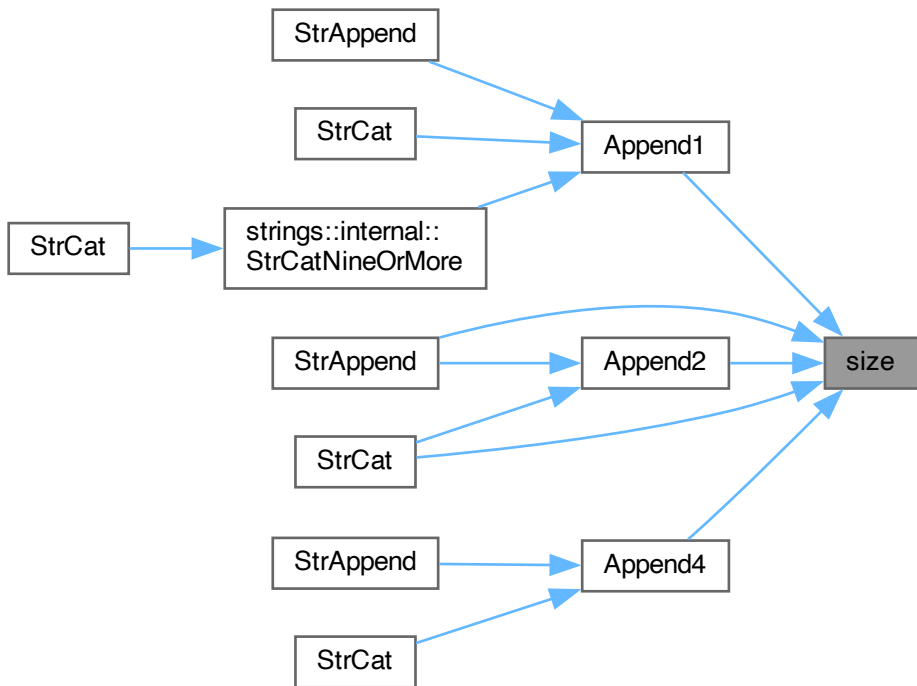 StrAppend
StrCat
Append1
strings::internal::
StrCatNineOrMore
StrCat
StrAppend
Append2
size
StrCat
StrAppend
Append4
StrCat